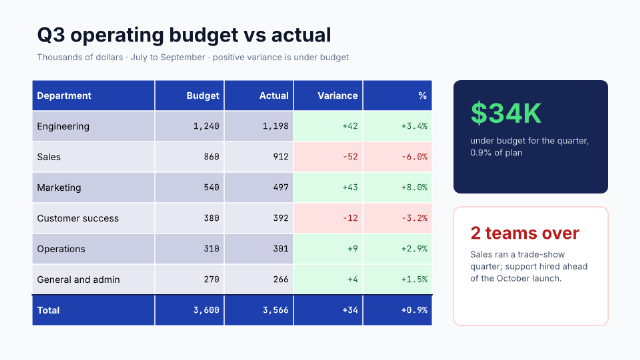 Q3 operating budget vs actual
Thousands of dollars · July to September · positive variance is under budget
Department Budget Actual Variance %
Engineering 1,240 1,198 +42 +3.4%
Sales 860 912 -52 -6.0%
Marketing 540 497 +43 +8.0%
Customer success 380 392 -12 -3.2%
Operations 310 301 +9 +2.9%
General and admin 270 266 +4 +1.5%
Total 3,600 3,566 +34 +0.9%
$34K
under budget for the quarter,
0.9% of plan
2 teams over
Sales ran a trade-show
quarter; support hired ahead
of the October launch.